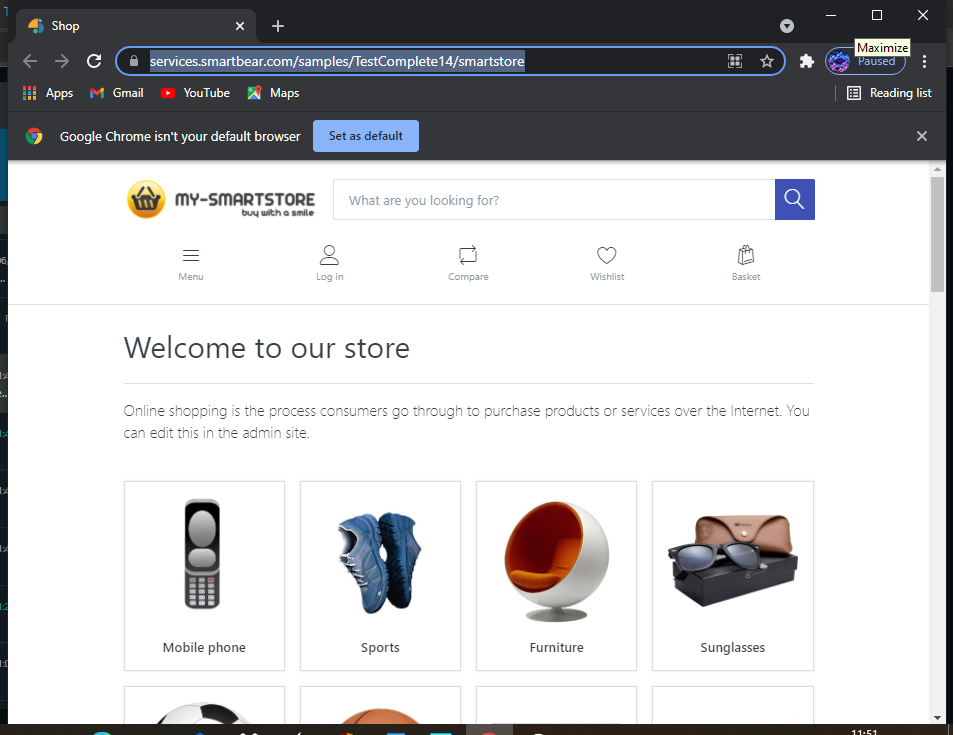 Shop
Maximize
services.smartbear.com/samples/TestComplete14/smartstore
Paused
Apps
Gmail
YouTube
Maps
Reading list
Google Chrome isn't your default browser
Set as default
MY-SMARTSTORE
buy with a smile
What are you looking for?
Menu
Log in
Compare
Wishlist
Basket
Welcome to our store
Online shopping is the process consumers go through to purchase products or services over the Internet. You
can edit this in the admin site.
Mobile phone
Sports
Furniture
Sunglasses
11:51